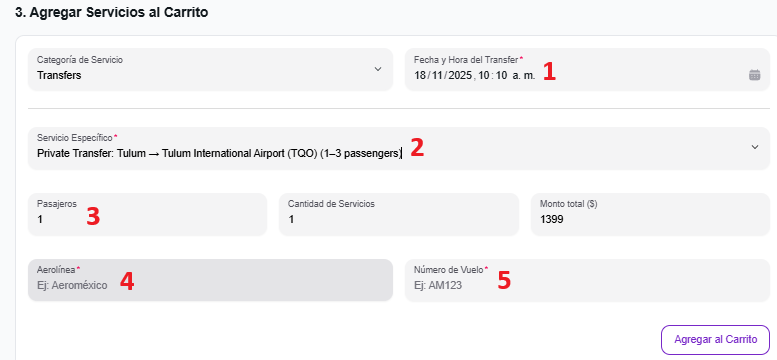 3. Agregar Servicios al Carrito
Categoría de Servicio
Transfers
Fecha y Hora del Transfer*
18/11/2025, 10:10 a. m. 1
Servicio Específico*
Private Transfer: Tulum → Tulum International Airport (TQO) (1–3 passengers) 2
Pasajeros
1 3
Cantidad de Servicios
1
Monto total ($)
1399
Aerolínea*
Ej: Aeroméxico 4
Número de Vuelo*
Ej: AM123 5
Agregar al Carrito